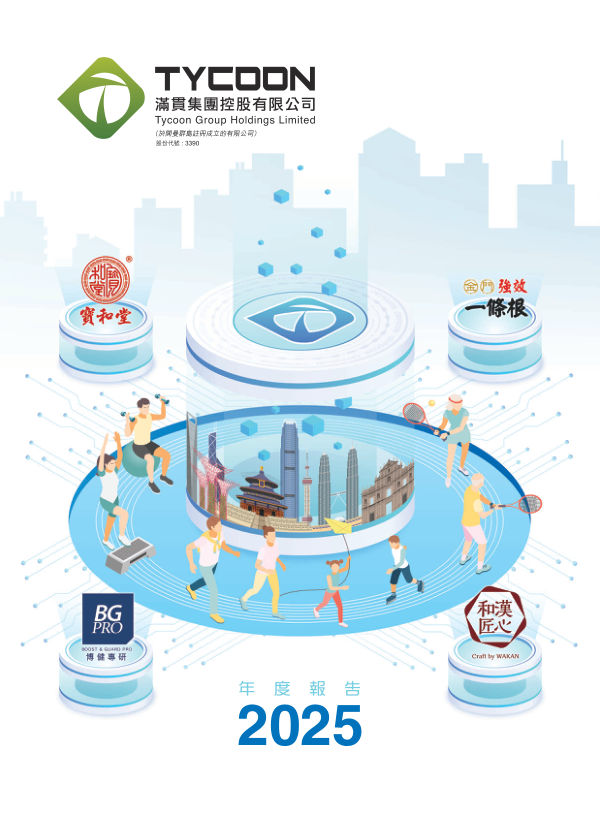 TYCOON
滿貫集團控股有限公司
Tycoon Group Holdings Limited
(於開曼群島註冊成立的有限公司)
股份代號 : 3390
寶和堂
®
寶和堂
金門 強效
一條根
BG
PRO
BOOST & GUARD PRO
博健專研
和漢
匠心
Craft by WAKAN
年度報告
2025